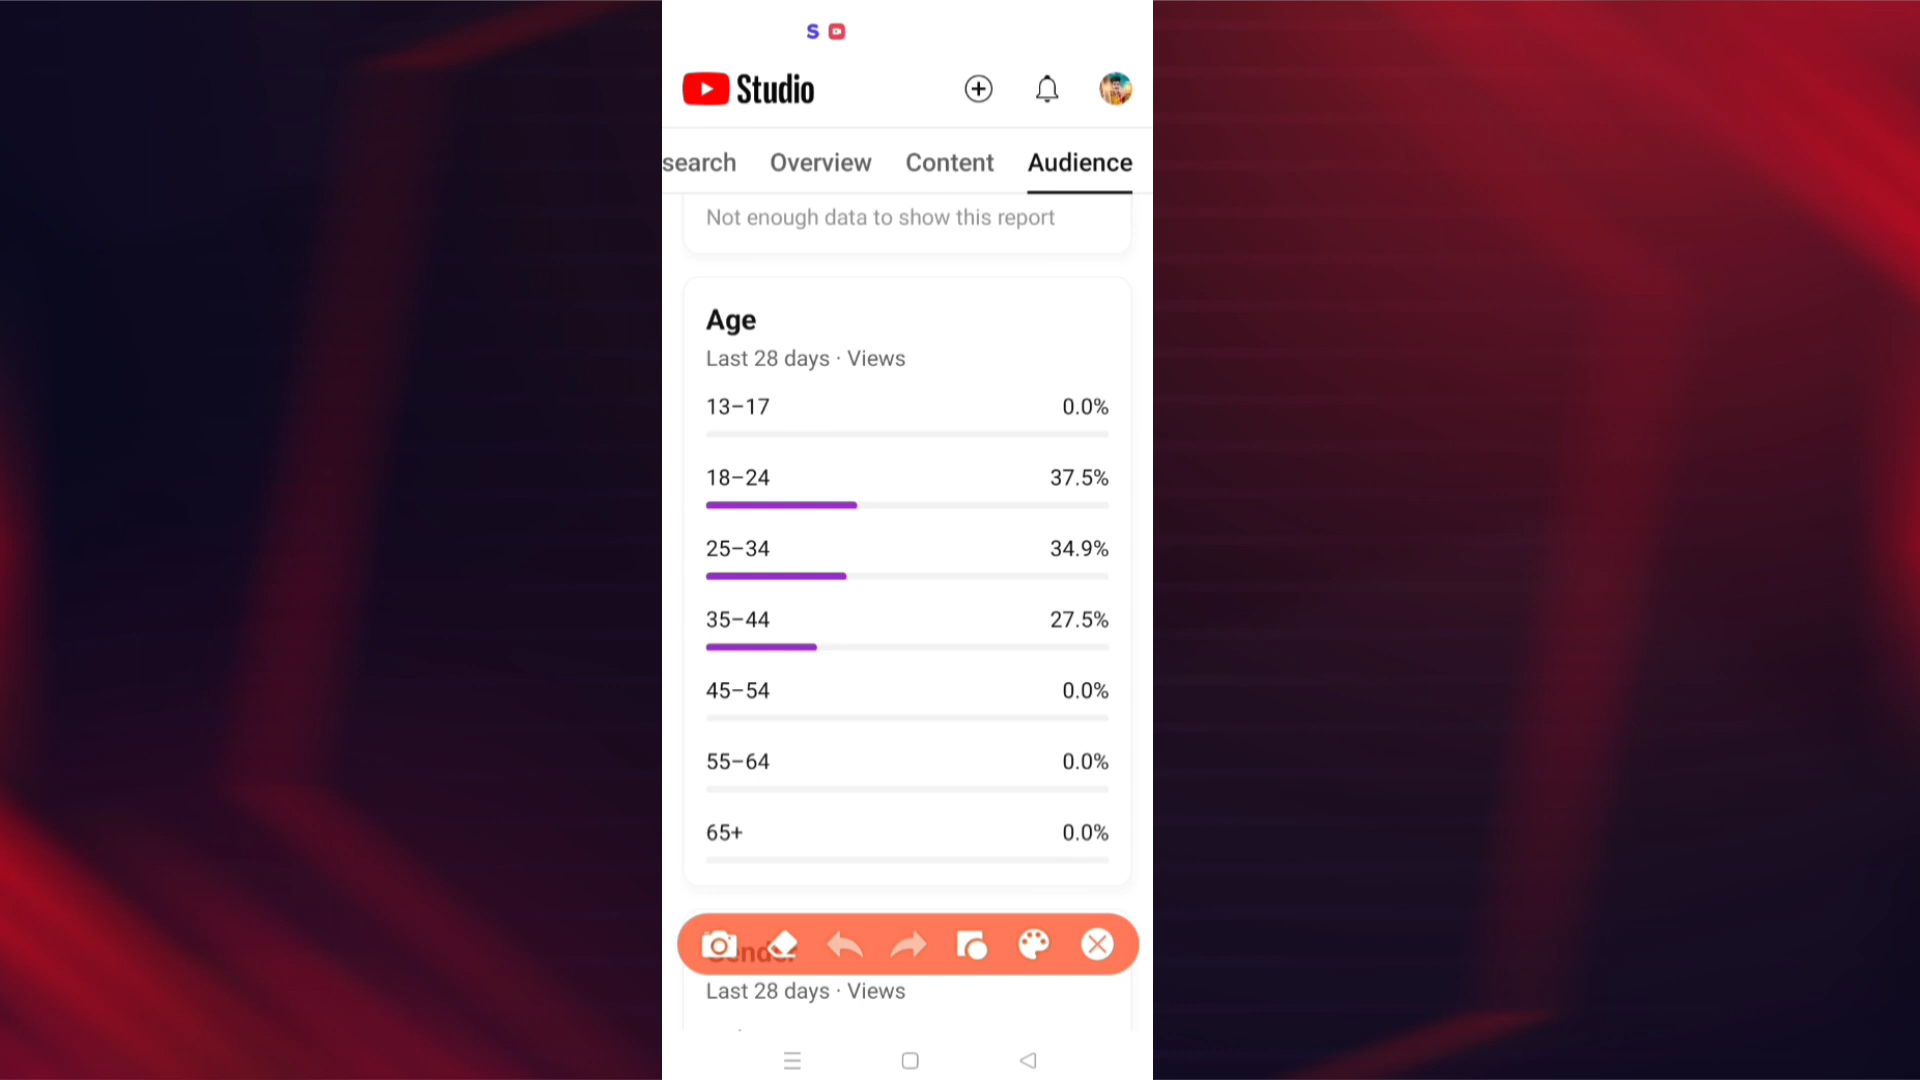 S
Studio
search Overview Content Audience
Not enough data to show this report
Age
Last 28 days · Views
13–17 0.0%
18–24 37.5%
25–34 34.9%
35–44 27.5%
45–54 0.0%
55–64 0.0%
65+ 0.0%
Gender
Last 28 days · Views